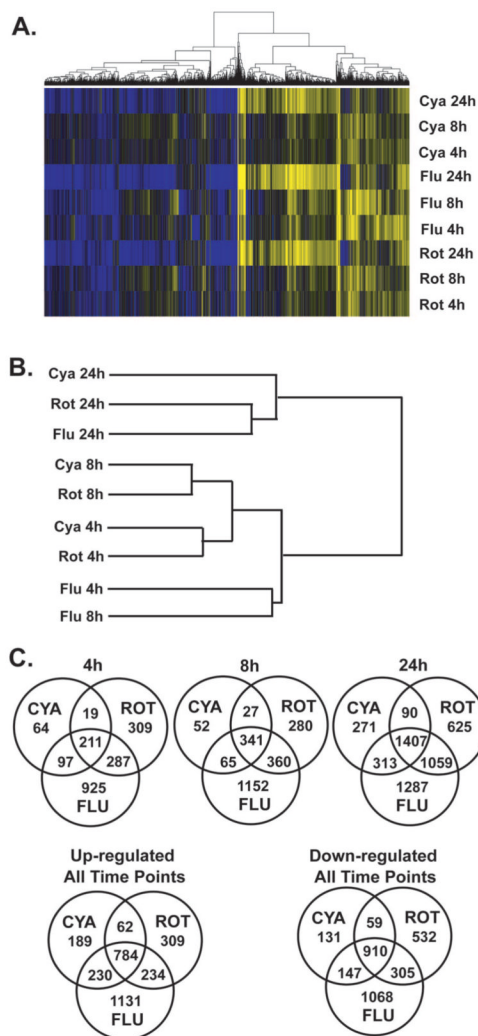 A.
Cya 24h
Cya 8h
Cya 4h
Flu 24h
Flu 8h
Flu 4h
Rot 24h
Rot 8h
Rot 4h
B.
Cya 24h
Rot 24h
Flu 24h
Cya 8h
Rot 8h
Cya 4h
Rot 4h
Flu 4h
Flu 8h
C.
4h
CYA 19 ROT
64 309
211
97 287
925
FLU
8h
CYA 27 ROT
52 280
341
65 360
1152
FLU
24h
CYA 90 ROT
271 625
1407
313 1059
1287
FLU
Up-regulated
All Time Points
CYA 62 ROT
189 309
784
230 234
1131
FLU
Down-regulated
All Time Points
CYA 59 ROT
131 532
910
147 305
1068
FLU